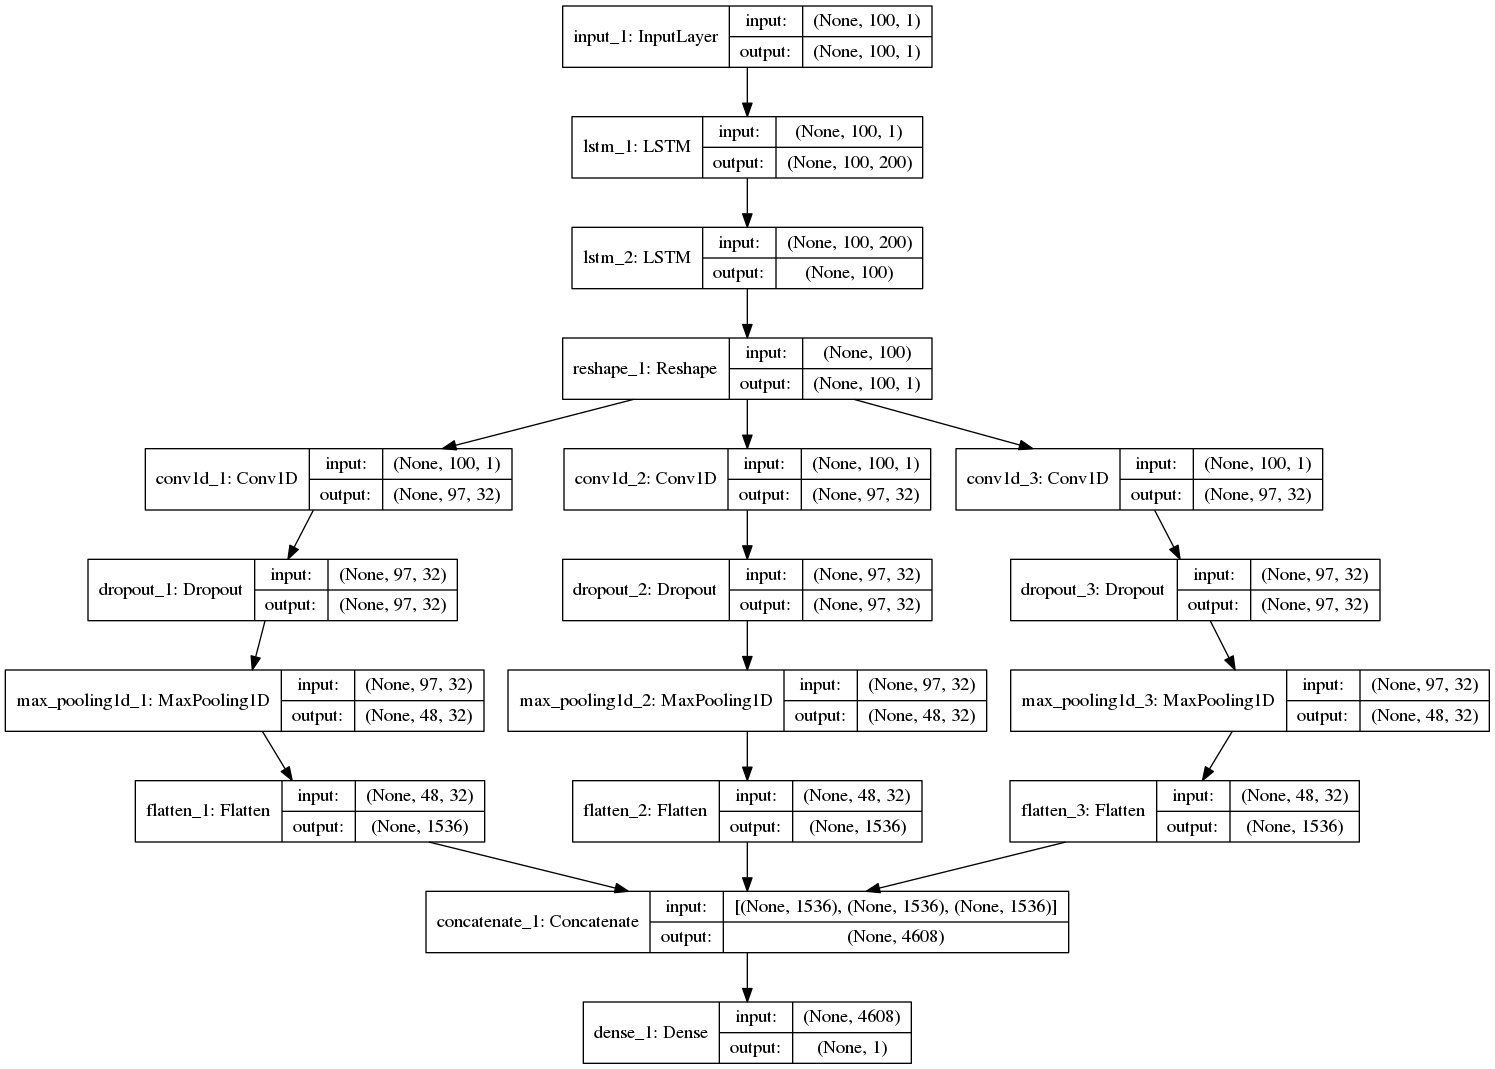 input_1: InputLayer
input: (None, 100, 1)
output: (None, 100, 1)
lstm_1: LSTM
input: (None, 100, 1)
output: (None, 100, 200)
lstm_2: LSTM
input: (None, 100, 200)
output: (None, 100)
reshape_1: Reshape
input: (None, 100)
output: (None, 100, 1)
conv1d_1: Conv1D
input: (None, 100, 1)
output: (None, 97, 32)
conv1d_2: Conv1D
input: (None, 100, 1)
output: (None, 97, 32)
conv1d_3: Conv1D
input: (None, 100, 1)
output: (None, 97, 32)
dropout_1: Dropout
input: (None, 97, 32)
output: (None, 97, 32)
dropout_2: Dropout
input: (None, 97, 32)
output: (None, 97, 32)
dropout_3: Dropout
input: (None, 97, 32)
output: (None, 97, 32)
max_pooling1d_1: MaxPooling1D
input: (None, 97, 32)
output: (None, 48, 32)
max_pooling1d_2: MaxPooling1D
input: (None, 97, 32)
output: (None, 48, 32)
max_pooling1d_3: MaxPooling1D
input: (None, 97, 32)
output: (None, 48, 32)
flatten_1: Flatten
input: (None, 48, 32)
output: (None, 1536)
flatten_2: Flatten
input: (None, 48, 32)
output: (None, 1536)
flatten_3: Flatten
input: (None, 48, 32)
output: (None, 1536)
concatenate_1: Concatenate
input: [(None, 1536), (None, 1536), (None, 1536)]
output: (None, 4608)
dense_1: Dense
input: (None, 4608)
output: (None, 1)